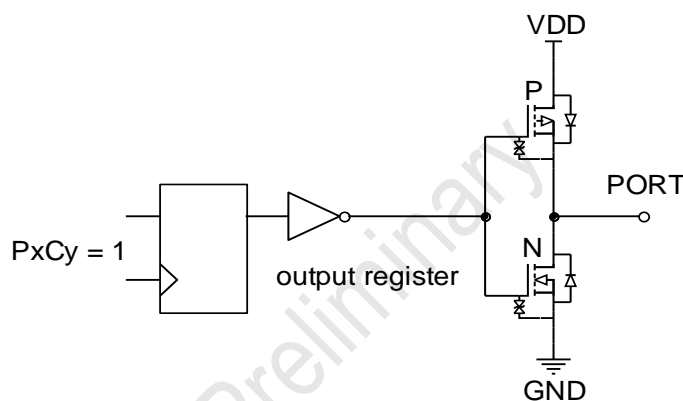 VDD
P
PORT
PxCy = 1
output register
N
GND
Preliminary